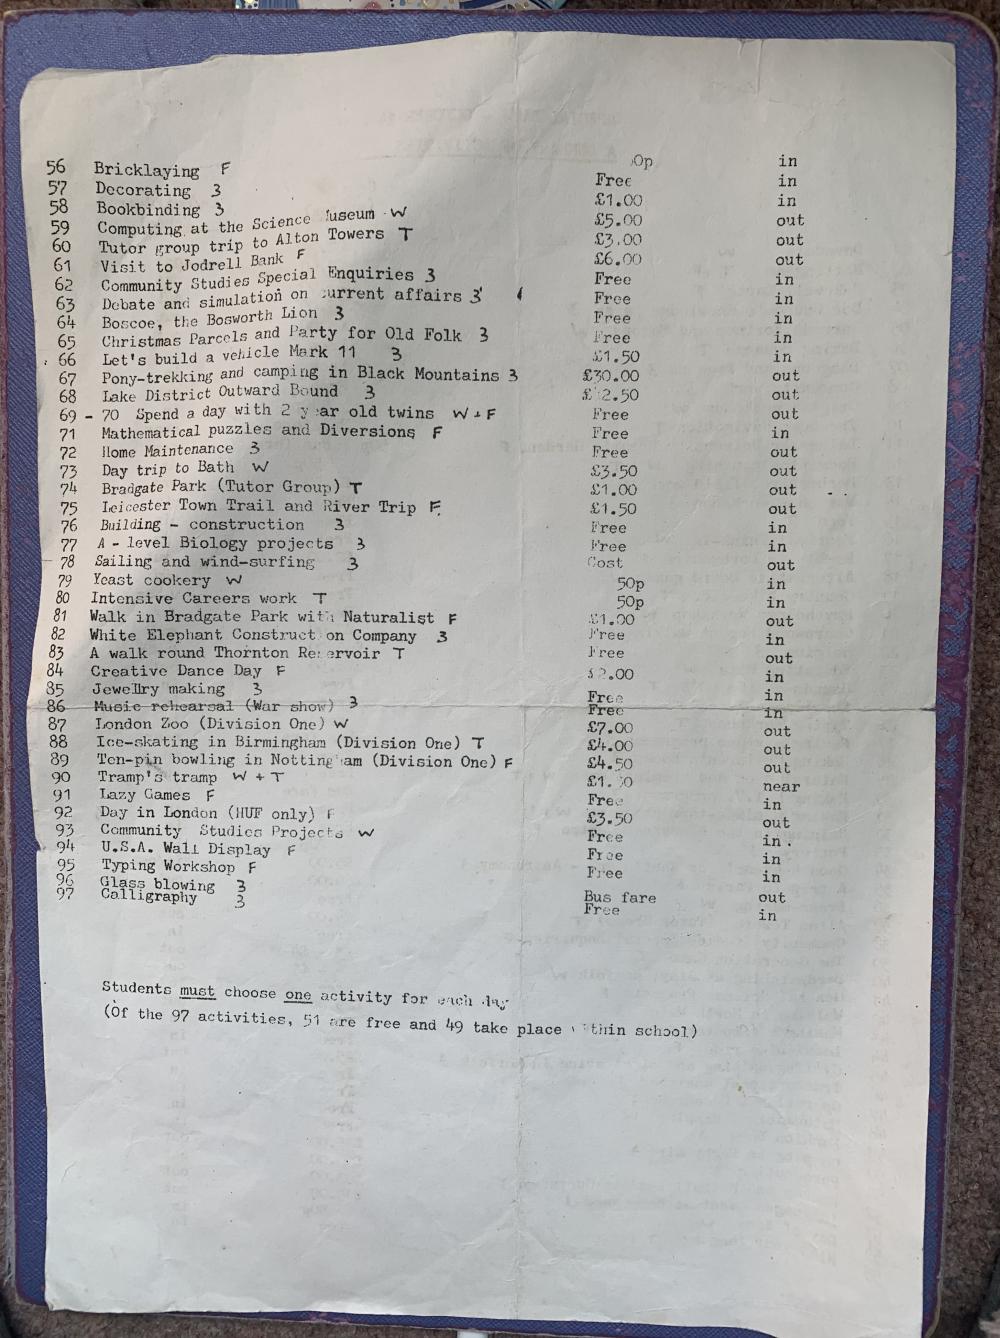 56 Bricklaying F 0p in
57 Decorating 3 Free in
58 Bookbinding 3 £1.00 in
59 Computing at the Science useum W £5.00 out
60 Tutor group trip to Alton Towers T £3.00 out
61 Visit to Jodrell Bank F £6.00 out
62 Community Studies Special Enquiries 3 Free in
63 Debate and simulation on current affairs 3 Free in
64 Boscoe, the Bosworth Lion 3 Free in
65 Christmas Parcels and Party for Old Folk 3 Free in
66 Let's build a vehicle Mark 11 3 £1.50 in
67 Pony-trekking and camping in Black Mountains 3 £30.00 out
68 Lake District Outward Bound 3 £ 2.50 out
69 - 70 Spend a day with 2 year old twins W + F Free out
71 Mathematical puzzles and Diversions F Free in
72 Home Maintenance 3 Free out
73 Day trip to Bath W £3.50 out
74 Bradgate Park (Tutor Group) T £1.00 out
75 Leicester Town Trail and River Trip F £1.50 out
76 Building - construction 3 Free in
77 A - level Biology projects 3 Free in
78 Sailing and wind-surfing 3 Cost out
79 Yeast cookery W 50p in
80 Intensive Careers work T 50p in
81 Walk in Bradgate Park with Naturalist F £1.00 out
82 White Elephant Construct on Company 3 Free in
83 A walk round Thornton Reservoir T Free out
84 Creative Dance Day F £2.00 in
85 Jewellry making 3 Free in
86 Music rehearsal (War show) 3 Free in
87 London Zoo (Division One) W £7.00 out
88 Ice-skating in Birmingham (Division One) T £4.00 out
89 Ten-pin bowling in Nottingham (Division One) F £4.50 out
90 Tramp's tramp W + T near
91 Lazy Games F Free in
92 Day in London (HUF only) F £3.50 out
93 Community Studies Projects W Free in.
94 U.S.A. Wall Display F Free in
95 Typing Workshop F Free in
96 Glass blowing 3 Bus fare out
97 Calligraphy 3 Free in
Students must choose one activity for each day
(Of the 97 activities, 51 are free and 49 take place within school)